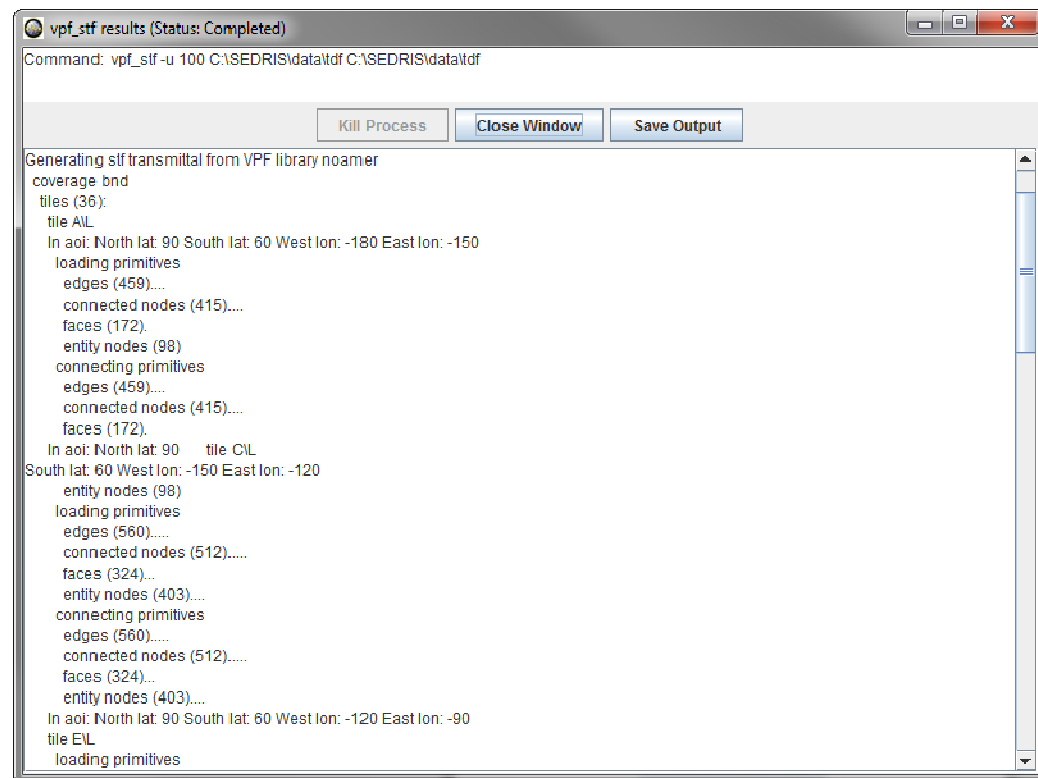 vpf_stf results (Status: Completed)
Command: vpf_stf -u 100 C:\SEDRIS\data\tdf C:\SEDRIS\data\tdf
Kill Process Close Window Save Output
Generating stf transmittal from VPF library noamer
coverage bnd
tiles (36):
tile A\L
In aoi: North lat: 90 South lat: 60 West lon: -180 East lon: -150
loading primitives
edges (459)....
connected nodes (415)....
faces (172).
entity nodes (98)
connecting primitives
edges (459)....
connected nodes (415)....
faces (172).
In aoi: North lat: 90 tile C\L
South lat: 60 West lon: -150 East lon: -120
entity nodes (98)
loading primitives
edges (560).....
connected nodes (512).....
faces (324)...
entity nodes (403)....
connecting primitives
edges (560).....
connected nodes (512).....
faces (324)...
entity nodes (403)....
In aoi: North lat: 90 South lat: 60 West lon: -120 East lon: -90
tile E\L
loading primitives